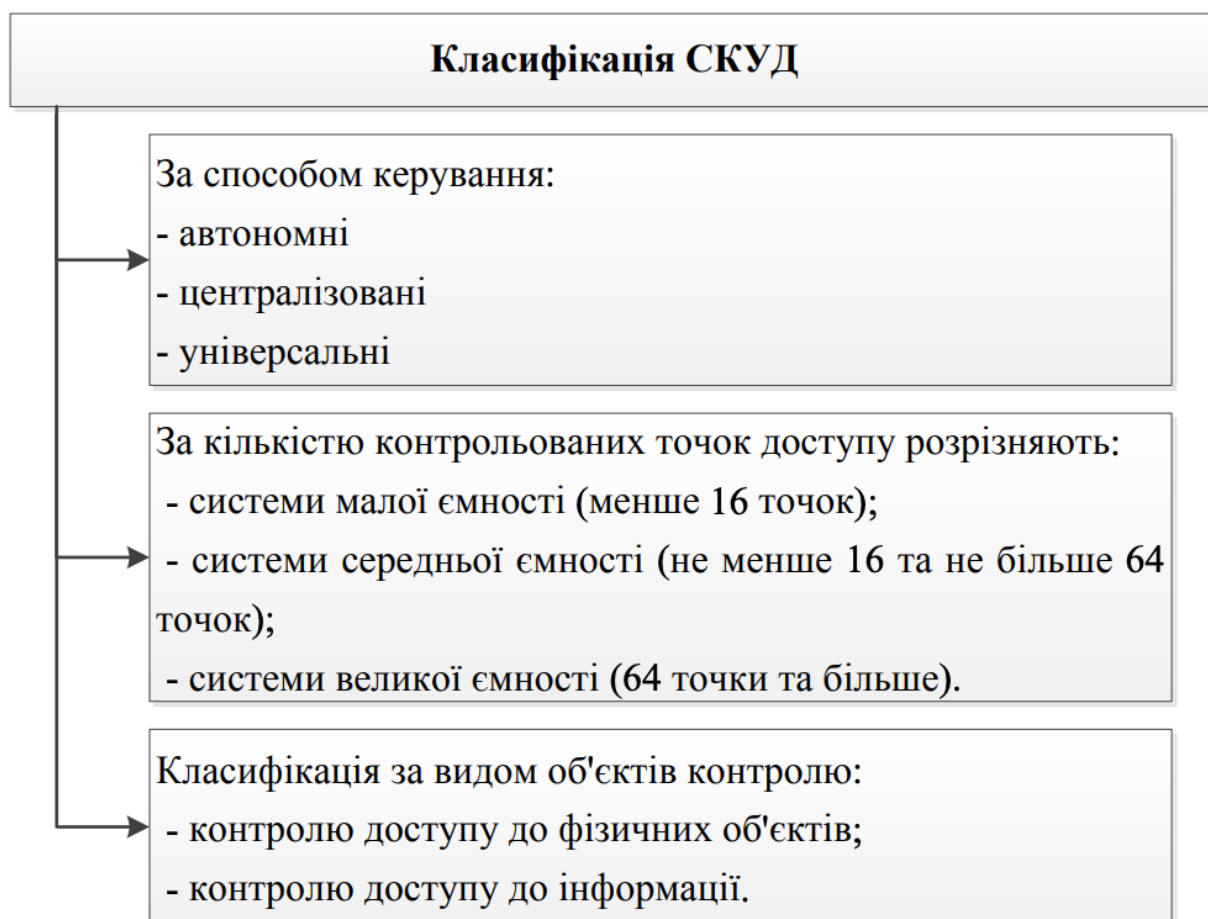 Класифікація СКУД
За способом керування:
- автономні
- централізовані
- універсальні
За кількістю контрольованих точок доступу розрізняють:
- системи малої ємності (менше 16 точок);
- системи середньої ємності (не менше 16 та не більше 64
точок);
- системи великої ємності (64 точки та більше).
Класифікація за видом об'єктів контролю:
- контролю доступу до фізичних об'єктів;
- контролю доступу до інформації.